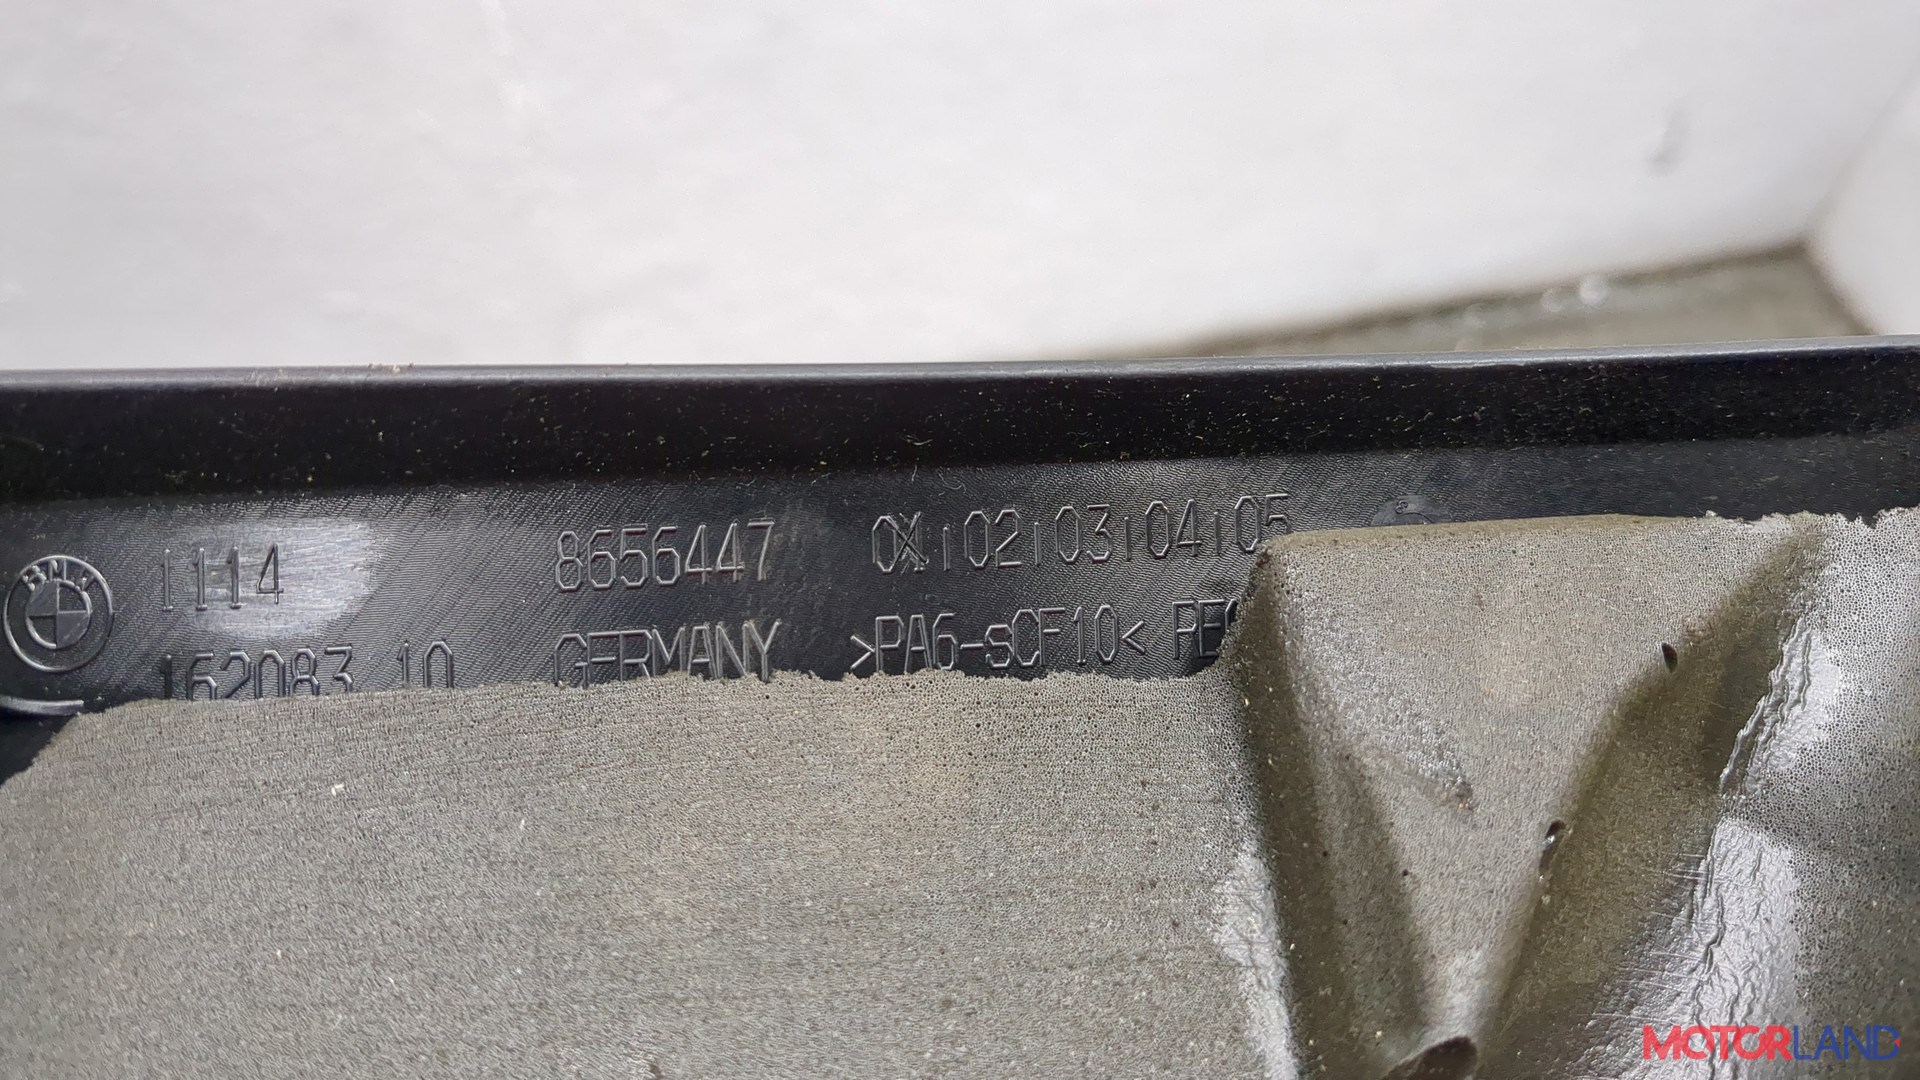 BMW 1114 8656447 01 02 03 04 05
162083 10 GERMANY >PA6-sCF10<
MOTORLAND